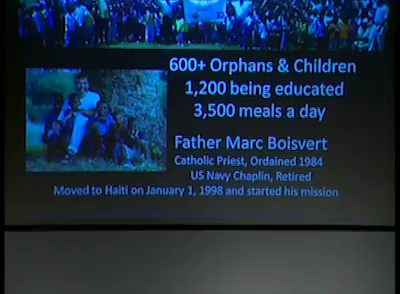 600+ Orphans & Children
1,200 being educated
3,500 meals a day
Father Marc Boisvert
Catholic Priest, Ordained 1984
US Navy Chaplin, Retired
Moved to Haiti on January 1, 1998 and started his mission